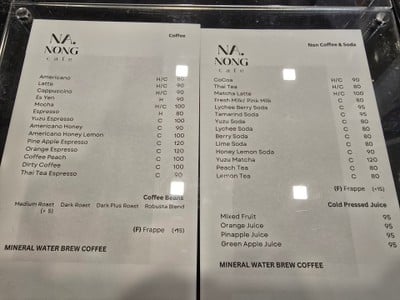 NA.
NONG
cafe
Coffee
Americano H/C 80
Latte H/C 90
Cappuccino H/C 90
Es Yen H 90
Mocha H/C 100
Espresso H 80
Yuzu Espresso C 100
Americano Honey C 90
Americano Honey Lemon C 100
Pine Apple Espresso C 120
Orange Espresso C 120
Coffee Peach C 100
Dirty Coffee C 100
Thai Tea Espresso C 90
Coffee Beans
Madium Roast Dark Roast Dark Plus Roast Robusta Blend
(+ 5)
(F) Frappe (+15)
MINERAL WATER BREW COFFEE
NA.
NONG
cafe
Non Coffee & Soda
CoCoa H/C 90
Thai Tea H/C 80
Matcha Latte H/C 100
Fresh Milk/ Pink Milk C 80
Lychee Berry Soda C 95
Tamarind Soda C 95
Yuzu Soda C 80
Lychee Soda C 80
Berry Soda C 80
Lime Soda C 80
Honey Lemon Soda C 90
Yuzu Matcha C 120
Peach Tea C 80
Lemon Tea C 80
(F) Frappe (+15)
Cold Pressed Juice
Mixed Fruit 95
Orange Juice 95
Pinapple Juice 95
Green Apple Juice 95
MINERAL WATER BREW COFFEE